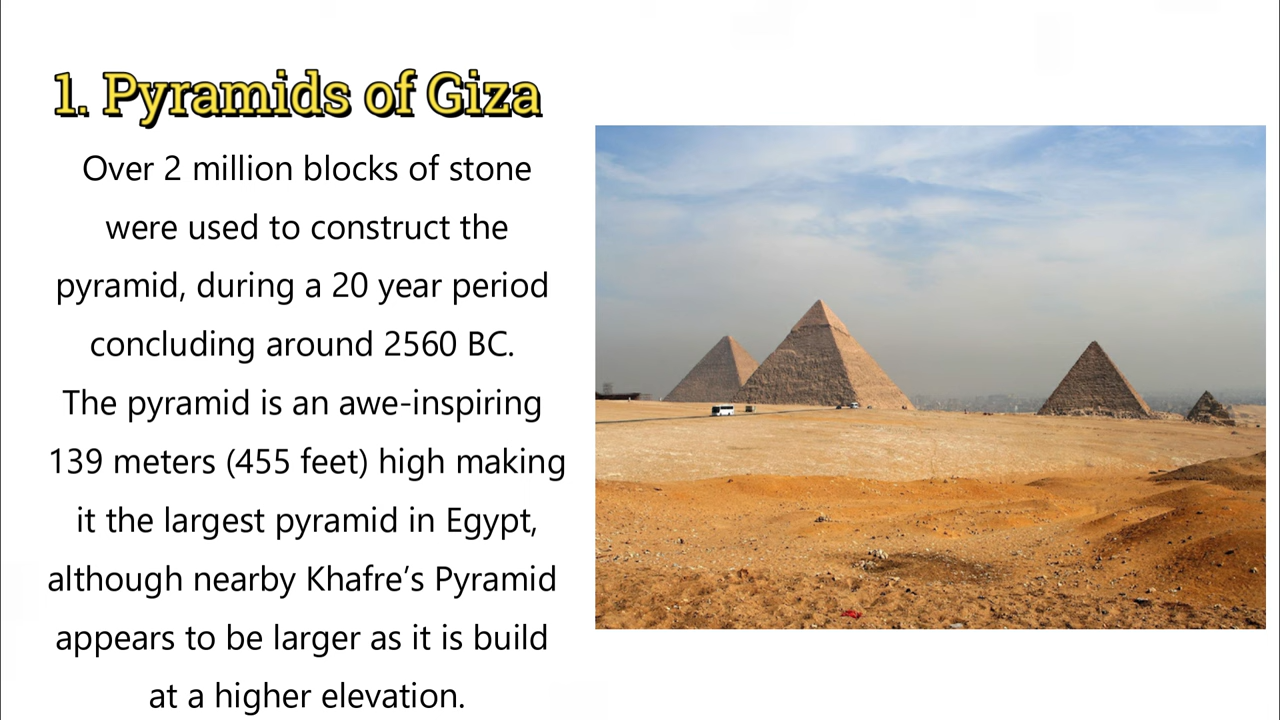 1. Pyramids of Giza
Over 2 million blocks of stone
were used to construct the
pyramid, during a 20 year period
concluding around 2560 BC.
The pyramid is an awe-inspiring
139 meters (455 feet) high making
it the largest pyramid in Egypt,
although nearby Khafre’s Pyramid
appears to be larger as it is build
at a higher elevation.